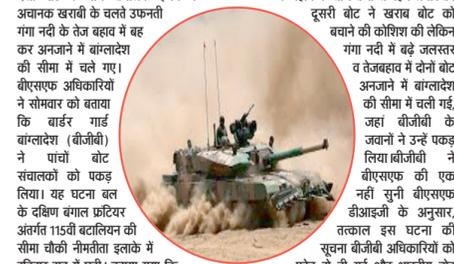 अचानक खराबी के चलते उफनती
गंगा नदी के तेज बहाव में बह
कर अनजाने में बांग्लादेश
की सीमा में चले गए।
बीएसएफ अधिकारियों
ने सोमवार को बताया
कि बार्डर गार्ड
बांग्लादेश (बीजीबी)
ने पांचों बोट
संचालकों को पकड़
लिया। यह घटना बल
के दक्षिण बंगाल फ्रंटियर
अंतर्गत 115वीं बटालियन की
सीमा चौकी नीमतीता इलाके में
दूसरी बोट ने खराब बोट को
बचाने की कोशिश की लेकिन
गंगा नदी में बढ़े जलस्तर
व तेजबहाव में दोनों बोट
अनजाने में बांग्लादेश
की सीमा में चली गई,
जहां बीजीबी के
जवानों ने उन्हें पकड़
लिया।बीजीबी ने
बीएसएफ की एक
नहीं सुनी बीएसएफ
डीआइजी के अनुसार,
तत्काल इस घटना की
सूचना बीजीबी अधिकारियों को